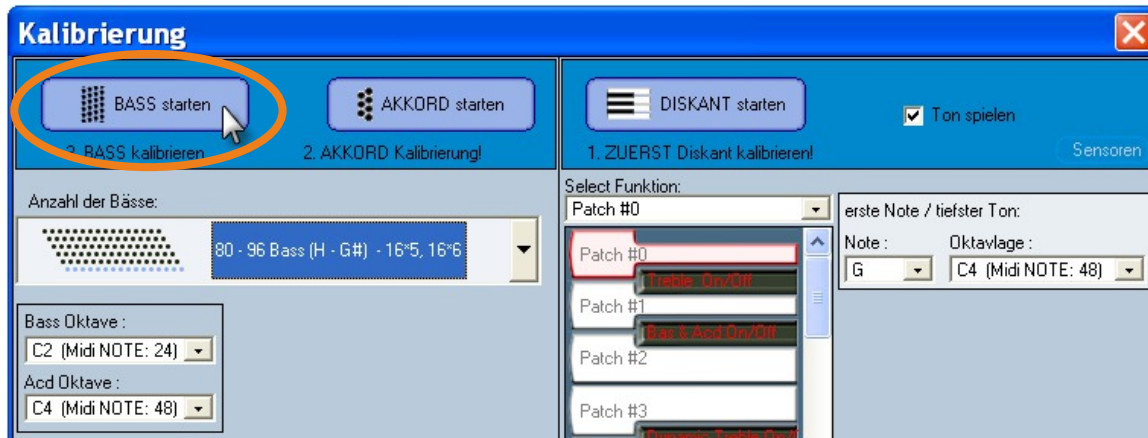 Kalibrierung
BASS starten
AKKORD starten
DISKANT starten
Ton spielen
3. BASS kalibrieren
2. AKKORD Kalibrierung!
1. ZUERST Diskant kalibrieren!
Sensoren
Anzahl der Bässe:
80 - 96 Bass (H - G#) - 16*5, 16*6
Bass Oktave :
C2 (Midi NOTE: 24)
Acd Oktave :
C4 (Midi NOTE: 48)
Select Funktion:
Patch #0
Patch #0
Treble On/Off
Patch #1
Bas & Acd On/Off
Patch #2
Patch #3
Dynamic Treble On/
erste Note / tiefster Ton:
Note : Oktavlage :
G C4 (Midi NOTE: 48)